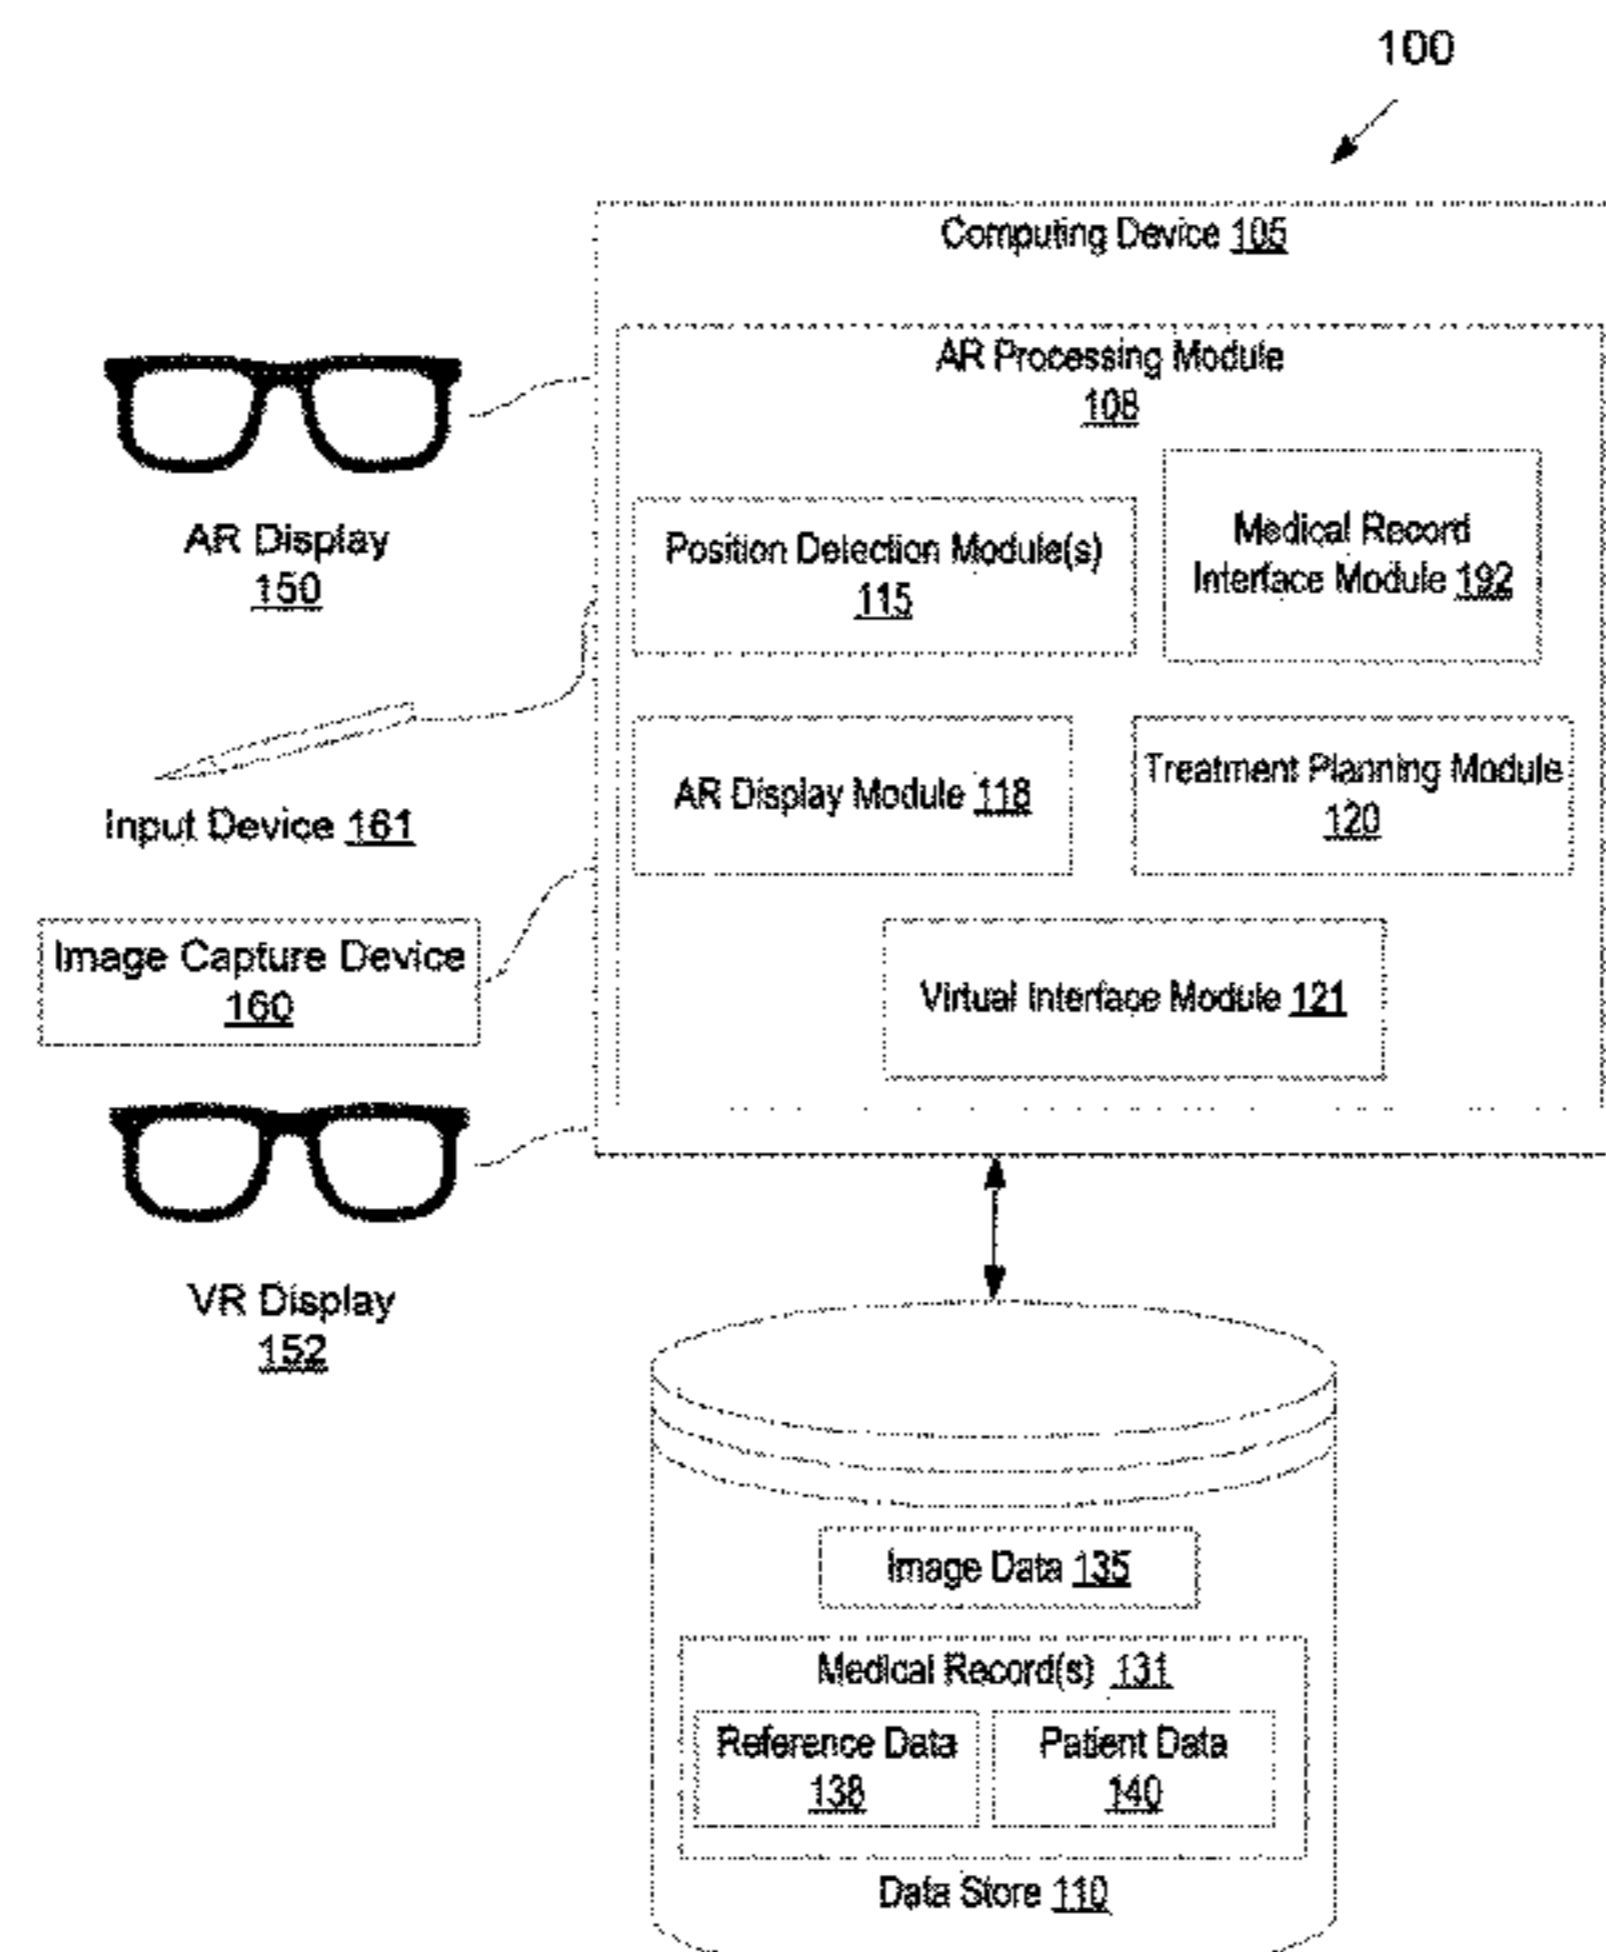 100
Computing Device 105
AR Processing Module
108
Position Detection Module(s)
115
Medical Record
Interface Module 192
AR Display
150
AR Display Module 118
Treatment Planning Module
120
Input Device 161
Image Capture Device
160
Virtual Interface Module 121
VR Display
152
Image Data 135
Medical Record(s) 131
Reference Data
138
Patient Data
140
Data Store 110